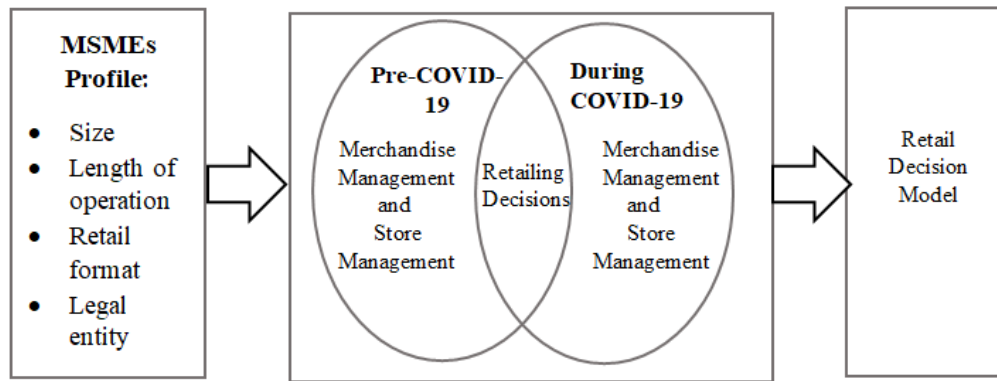 MSMEs
Profile:
• Size
• Length of
operation
• Retail
format
• Legal
entity
Pre-COVID-
19
Merchandise
Management
and
Store
Management
Retailing
Decisions
During
COVID-19
Merchandise
Management
and
Store
Management
Retail
Decision
Model